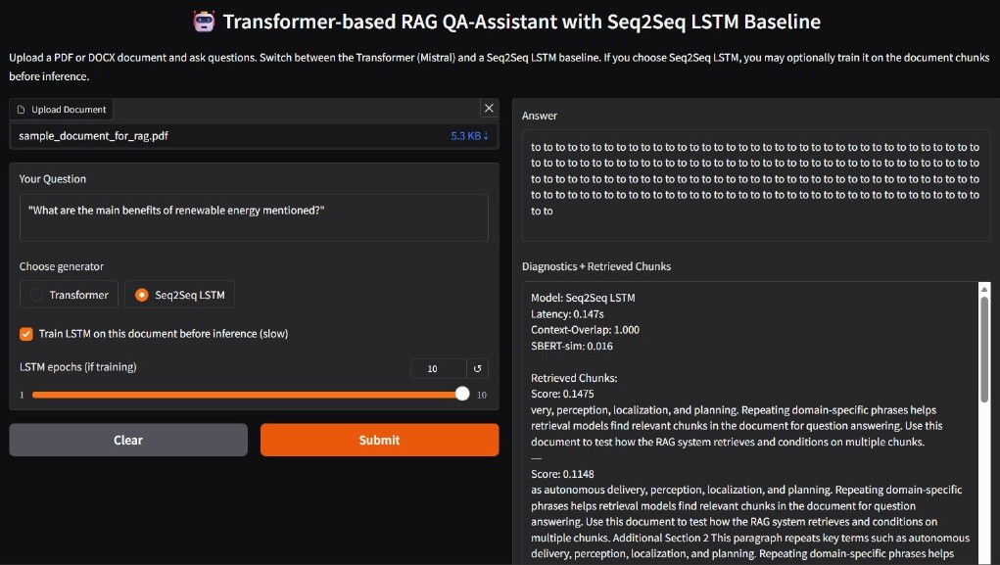 Transformer-based RAG QA-Assistant with Seq2Seq LSTM Baseline
Upload a PDF or DOCX document and ask questions. Switch between the Transformer (Mistral) and a Seq2Seq LSTM baseline. If you choose Seq2Seq LSTM, you may optionally train it on the document chunks
before inference.
Upload Document
sample_document_for_rag.pdf
5.3 KB ↓
Your Question
"What are the main benefits of renewable energy mentioned?"
Choose generator
Transformer
Seq2Seq LSTM
Train LSTM on this document before inference (slow)
LSTM epochs (if training)
10
1
10
Clear
Submit
Answer
to to to to to to to to to to to to to to to to to to to to to to to to to to to to to to to to to to to to to
to to to to to to to to to to to to to to to to to to to to to to to to to to to to to to to to to to to to to
to to to to to to to to to to to to to to to to to to to to to to to to to to to to to to to to to to to to to
to to to to to to to to to to to to to to to to to to to to to to to to to to to to to to to to to to to to to
to to
Diagnostics + Retrieved Chunks
Model: Seq2Seq LSTM
Latency: 0.147s
Context-Overlap: 1.000
SBERT-sim: 0.016
Retrieved Chunks:
Score: 0.1475
very, perception, localization, and planning. Repeating domain-specific phrases helps
retrieval models find relevant chunks in the document for question answering. Use this
document to test how the RAG system retrieves and conditions on multiple chunks.
---
Score: 0.1148
as autonomous delivery, perception, localization, and planning. Repeating domain-specific
phrases helps retrieval models find relevant chunks in the document for question
answering. Use this document to test how the RAG system retrieves and conditions on
multiple chunks. Additional Section 2 This paragraph repeats key terms such as autonomous
delivery, perception, localization, and planning. Repeating domain-specific phrases helps